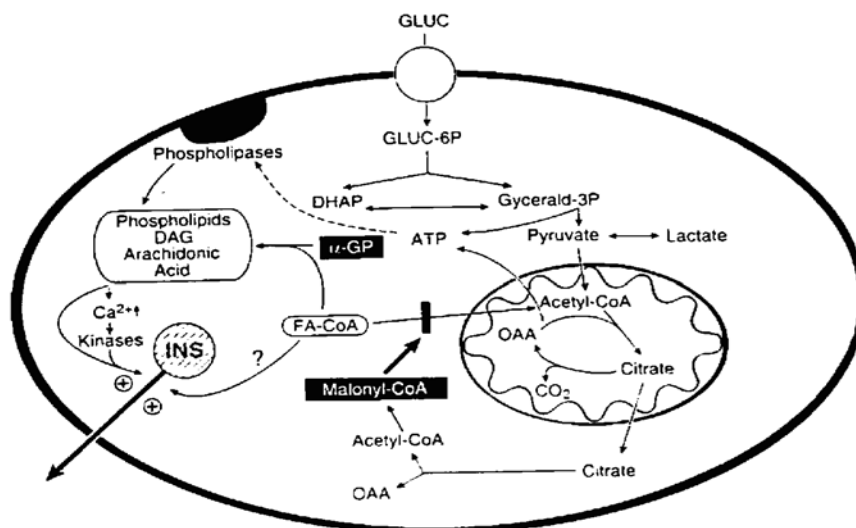 GLUC
GLUC-6P
Phospholipases
DHAP
Gycerald-3P
Phospholipids
DAG
Arachidonic
Acid
α-GP
ATP
Pyruvate
Lactate
Acetyl-CoA
Ca2+↑
Kinases
INS
FA-CoA
OAA
?
Citrate
CO2
+
+
Malonyl-CoA
Acetyl-CoA
OAA
Citrate